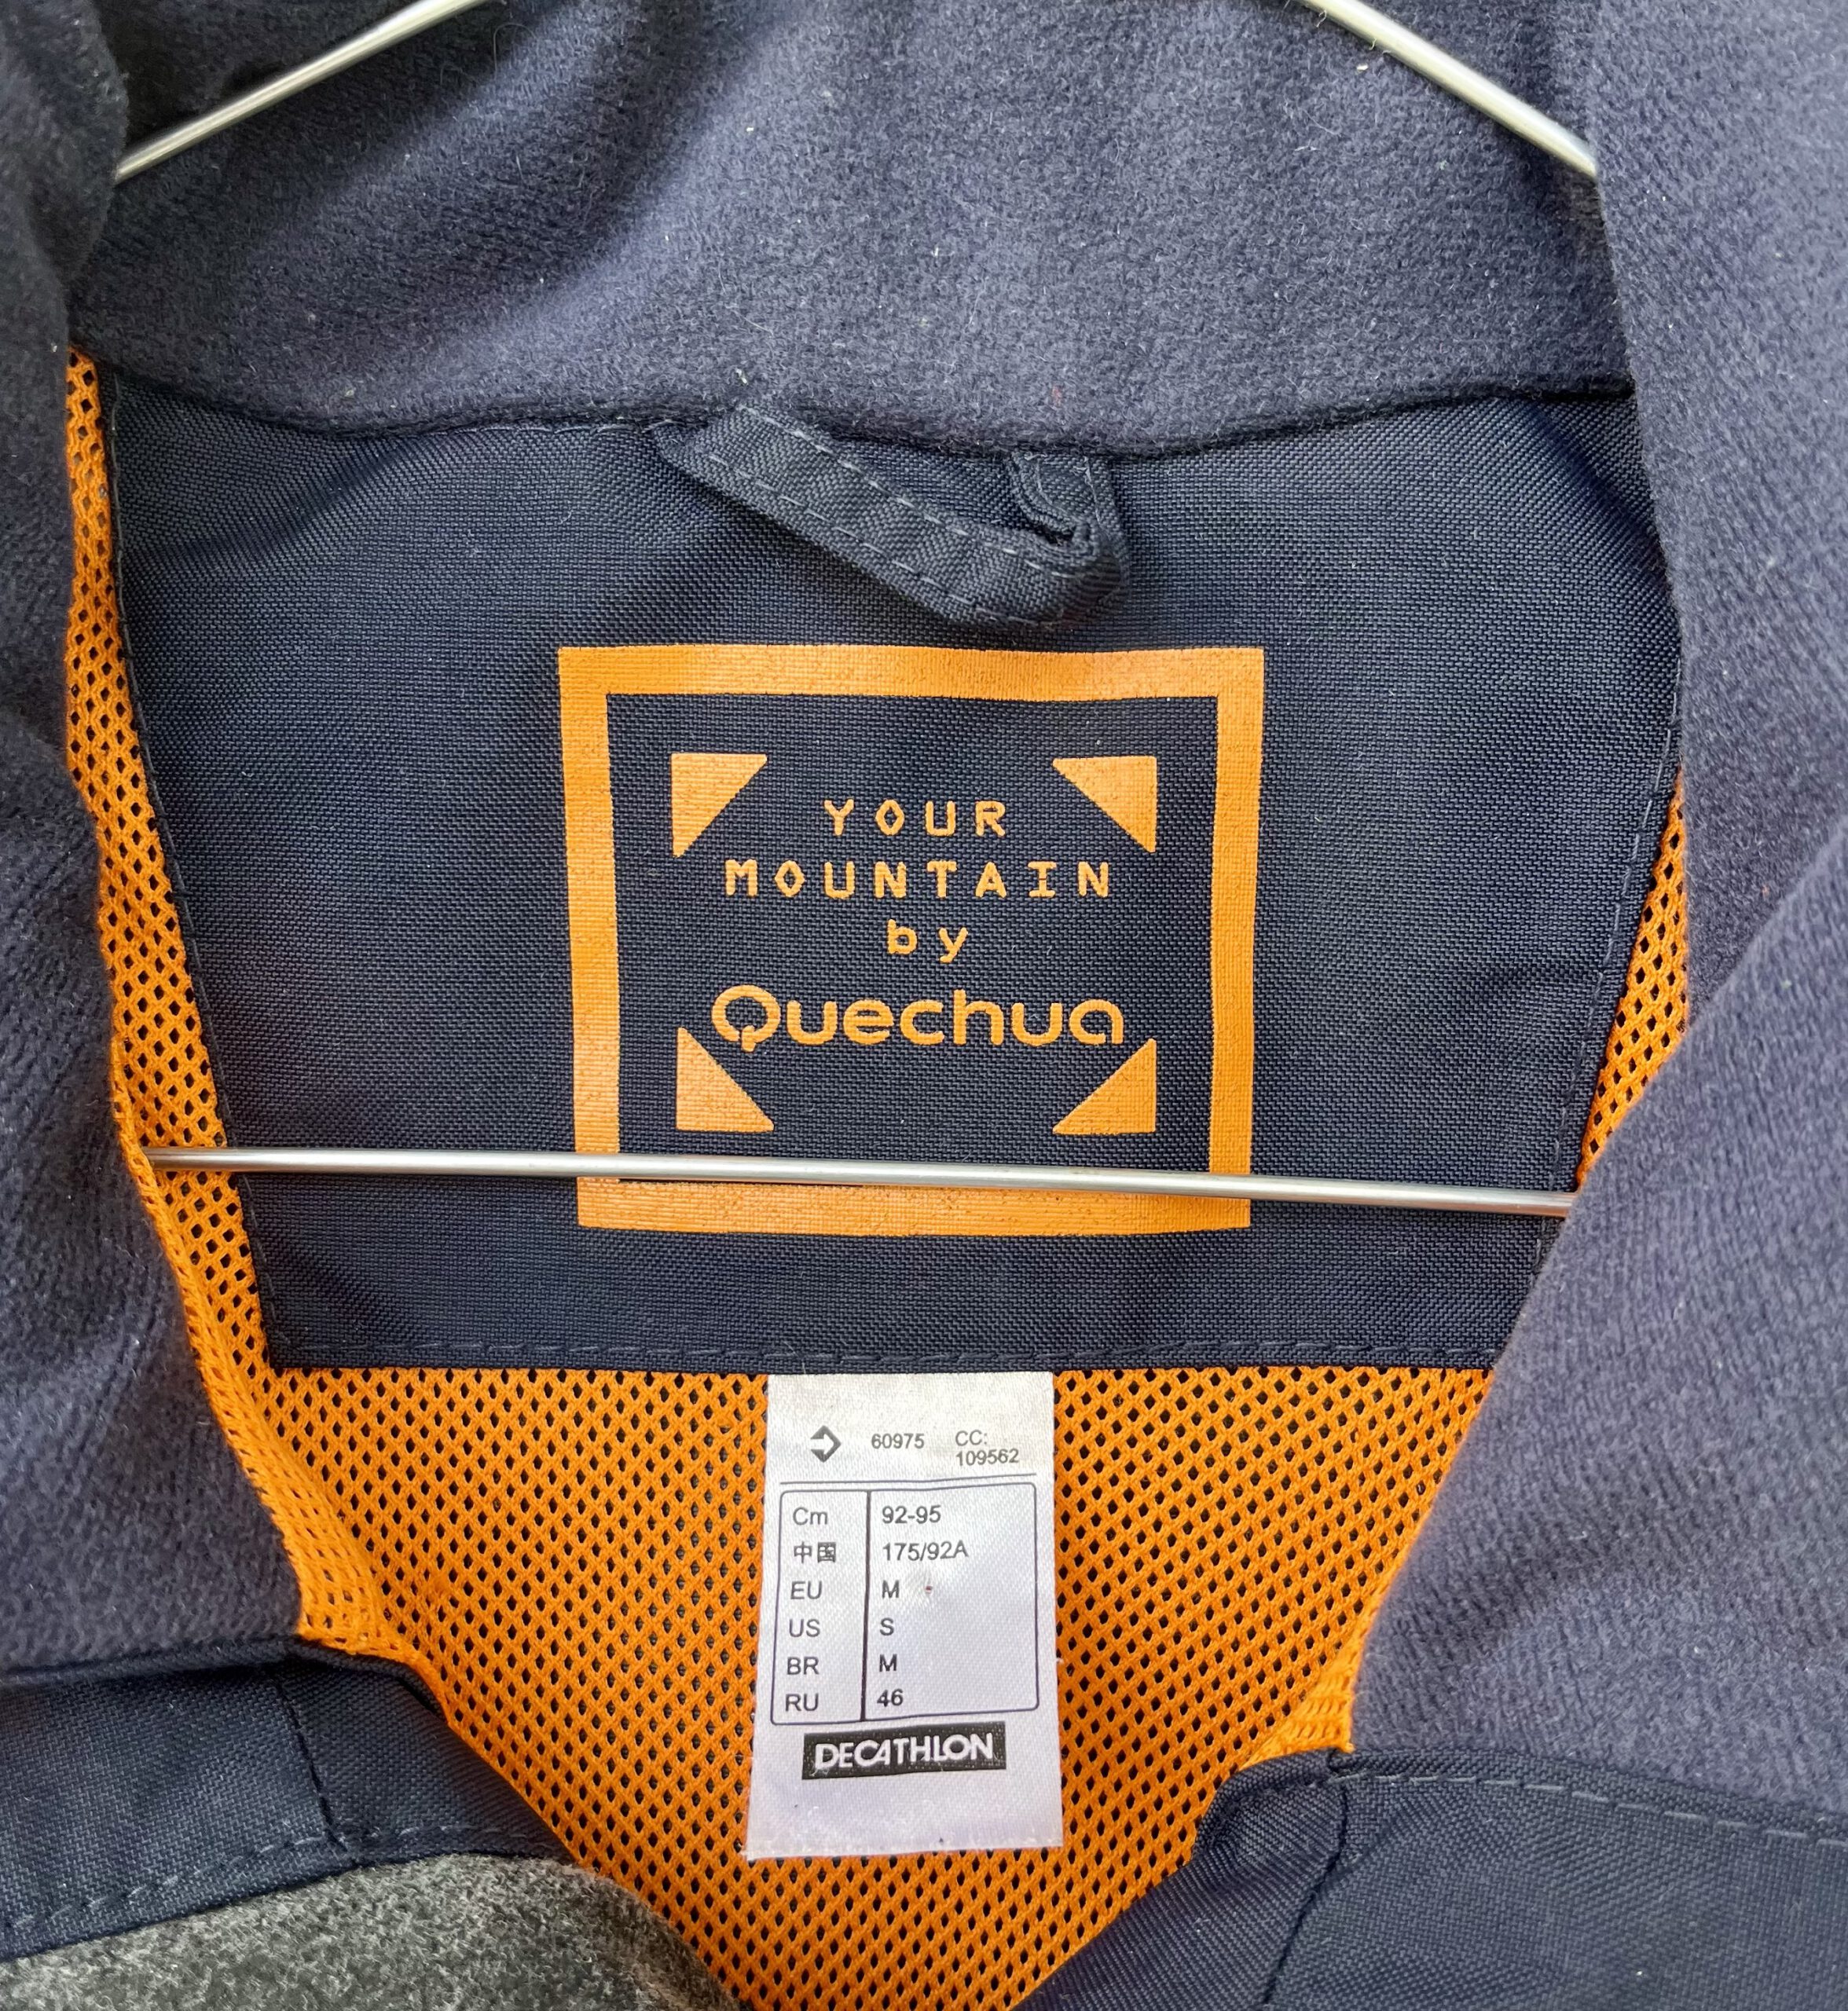 YOUR
MOUNTAIN
by
Quechua
60975 CC:
109562
Cm 92-95
中国 175/92A
EU M
US S
BR M
RU 46
DECATHLON